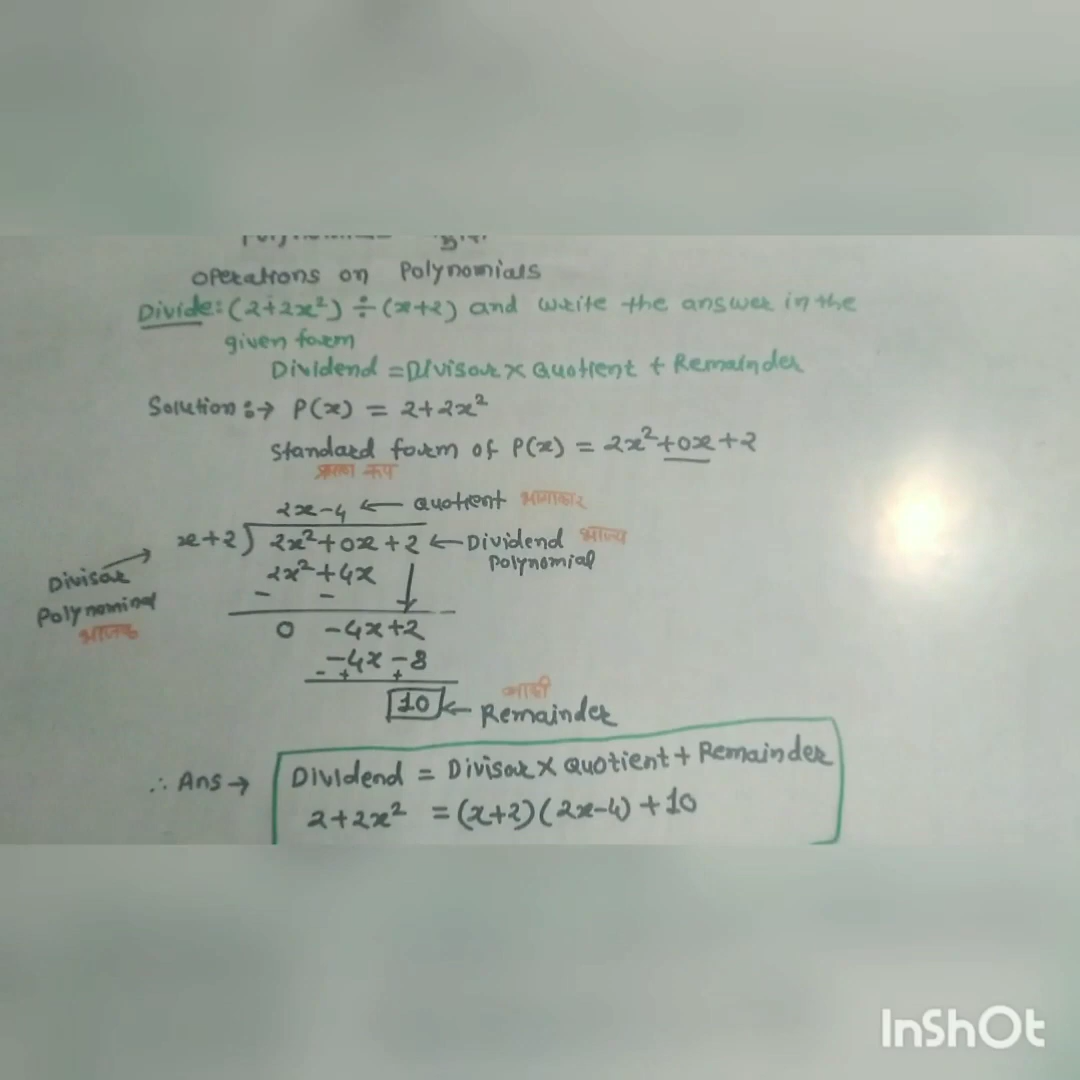 Operations on Polynomials
Divide: (2+2x²) ÷ (x+2) and write the answer in the
given form
Dividend = Divisor × Quotient + Remainder
Solution :→ P(x) = 2+2x²
Standard form of P(x) = 2x²+0x+2
रूप
2x-4 ← Quotient भागाकार
x+2) 2x²+0x+2 ← Dividend भाज्य
Polynomial
Divisor
Polynomial
भाजक
2x²+4x
- -
0 -4x+2
-4x-8
- + +
10 ← Remainder
बाकी
∴ Ans → Dividend = Divisor × Quotient + Remainder
2+2x² = (x+2)(2x-4)+10
InShOt